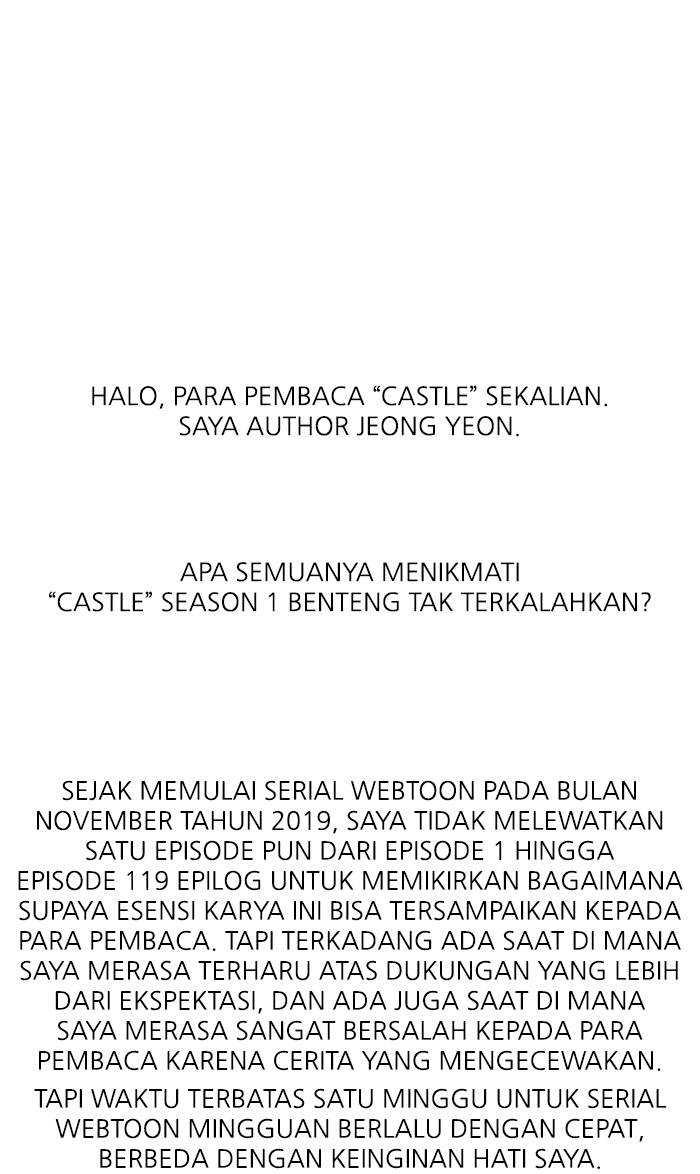 HALO, PARA PEMBACA “CASTLE” SEKALIAN.
SAYA AUTHOR JEONG YEON.
APA SEMUANYA MENIKMATI
“CASTLE” SEASON 1 BENTENG TAK TERKALAHKAN?
SEJAK MEMULAI SERIAL WEBTOON PADA BULAN
NOVEMBER TAHUN 2019, SAYA TIDAK MELEWATKAN
SATU EPISODE PUN DARI EPISODE 1 HINGGA
EPISODE 119 EPILOG UNTUK MEMIKIRKAN BAGAIMANA
SUPAYA ESENSI KARYA INI BISA TERSAMPAIKAN KEPADA
PARA PEMBACA. TAPI TERKADANG ADA SAAT DI MANA
SAYA MERASA TERHARU ATAS DUKUNGAN YANG LEBIH
DARI EKSPEKTASI, DAN ADA JUGA SAAT DI MANA
SAYA MERASA SANGAT BERSALAH KEPADA PARA
PEMBACA KARENA CERITA YANG MENGECEWAKAN.
TAPI WAKTU TERBATAS SATU MINGGU UNTUK SERIAL
WEBTOON MINGGUAN BERLALU DENGAN CEPAT,
BERBEDA DENGAN KEINGINAN HATI SAYA.